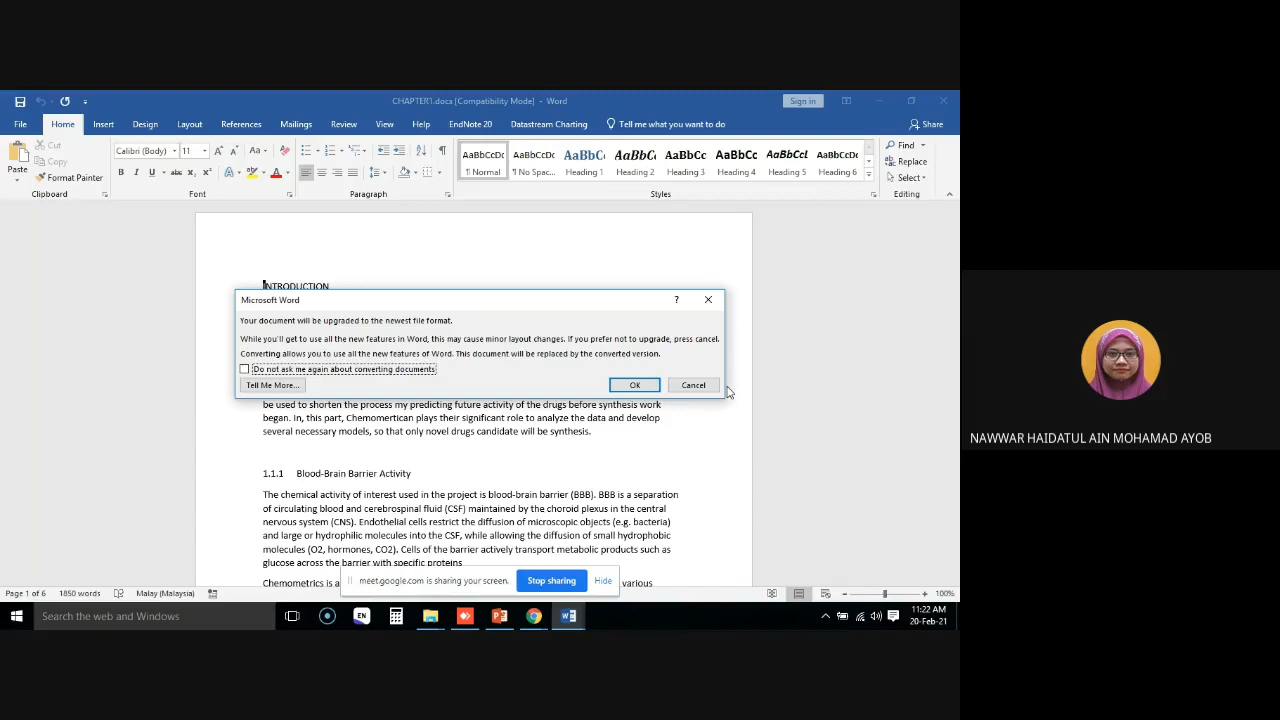 CHAPTER1.docx [Compatibility Mode] - Word
Sign in
File Home Insert Design Layout References Mailings Review View Help EndNote 20 Datastream Charting Tell me what you want to do Share
Paste
Cut
Copy
Format Painter
Clipboard
Calibri (Body) 11
Font
Paragraph
AaBbCcDc AaBbCcDc AaBbC AaBbC AaBbCc AaBbCc AaBbCcl AaBbCcDc
¶ Normal ¶ No Spac... Heading 1 Heading 2 Heading 3 Heading 4 Heading 5 Heading 6
Styles
Find
Replace
Select
Editing
INTRODUCTION
Microsoft Word
Your document will be upgraded to the newest file format.
While you'll get to use all the new features in Word, this may cause minor layout changes. If you prefer not to upgrade, press cancel.
Converting allows you to use all the new features of Word. This document will be replaced by the converted version.
Do not ask me again about converting documents
Tell Me More... OK Cancel
be used to shorten the process my predicting future activity of the drugs before synthesis work
began. In, this part, Chemomertican plays their significant role to analyze the data and develop
several necessary models, so that only novel drugs candidate will be synthesis.
1.1.1 Blood-Brain Barrier Activity
The chemical activity of interest used in the project is blood-brain barrier (BBB). BBB is a separation
of circulating blood and cerebrospinal fluid (CSF) maintained by the choroid plexus in the central
nervous system (CNS). Endothelial cells restrict the diffusion of microscopic objects (e.g. bacteria)
and large or hydrophilic molecules into the CSF, while allowing the diffusion of small hydrophobic
molecules (O2, hormones, CO2). Cells of the barrier actively transport metabolic products such as
glucose across the barrier with specific proteins
Chemometrics is a various
meet.google.com is sharing your screen. Stop sharing Hide
Page 1 of 6 1850 words Malay (Malaysia) 100%
Search the web and Windows
EN
11:22 AM
20-Feb-21
NAWWAR HAIDATUL AIN MOHAMAD AYOB